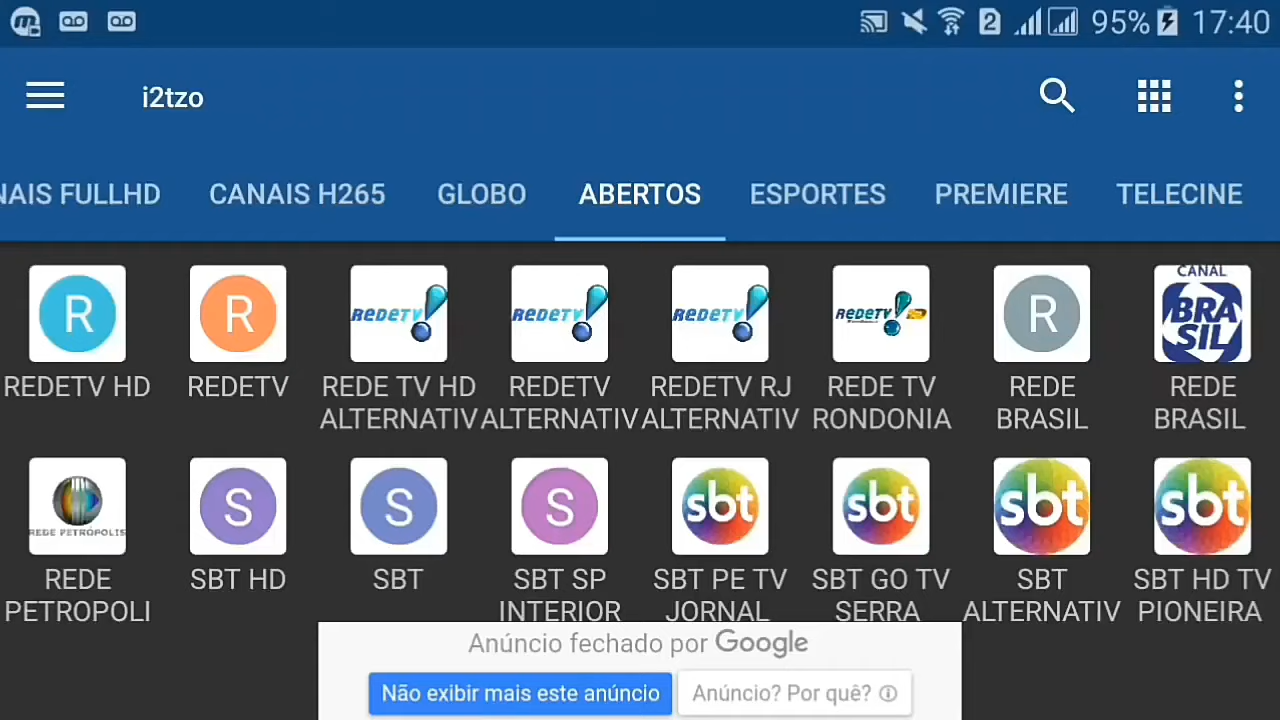 2 95% 17:40
i2tzo
NAIS FULLHD CANAIS H265 GLOBO ABERTOS ESPORTES PREMIERE TELECINE
R R REDETV! REDETV! REDETV! REDETV! R CANAL BRASIL
REDETV HD REDETV REDE TV HD ALTERNATIV REDETV ALTERNATIV REDETV RJ ALTERNATIV REDE TV RONDONIA REDE BRASIL REDE BRASIL
REDE PETRÓPOLIS S S S sbt sbt sbt sbt
REDE PETROPOLI SBT HD SBT SBT SP INTERIOR SBT PE TV JORNAL SBT GO TV SERRA SBT ALTERNATIV SBT HD TV PIONEIRA
Anúncio fechado por Google
Não exibir mais este anúncio Anúncio? Por quê?